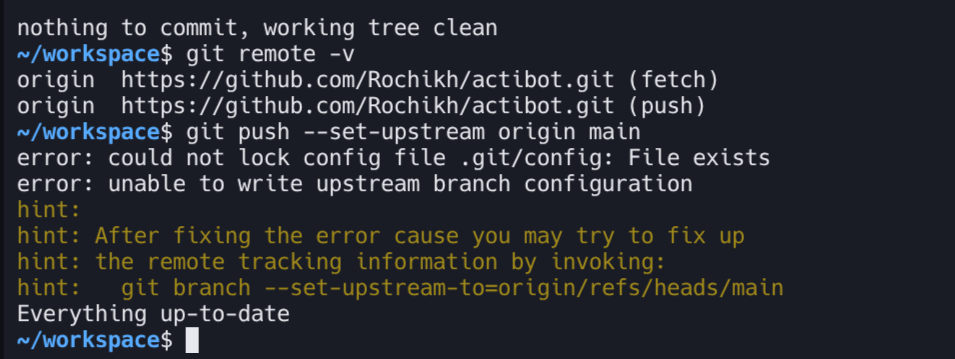 nothing to commit, working tree clean
~/workspace$ git remote -v
origin  https://github.com/Rochikh/actibot.git (fetch)
origin  https://github.com/Rochikh/actibot.git (push)
~/workspace$ git push --set-upstream origin main
error: could not lock config file .git/config: File exists
error: unable to write upstream branch configuration
hint:
hint: After fixing the error cause you may try to fix up
hint: the remote tracking information by invoking:
hint:   git branch --set-upstream-to=origin/refs/heads/main
Everything up-to-date
~/workspace$